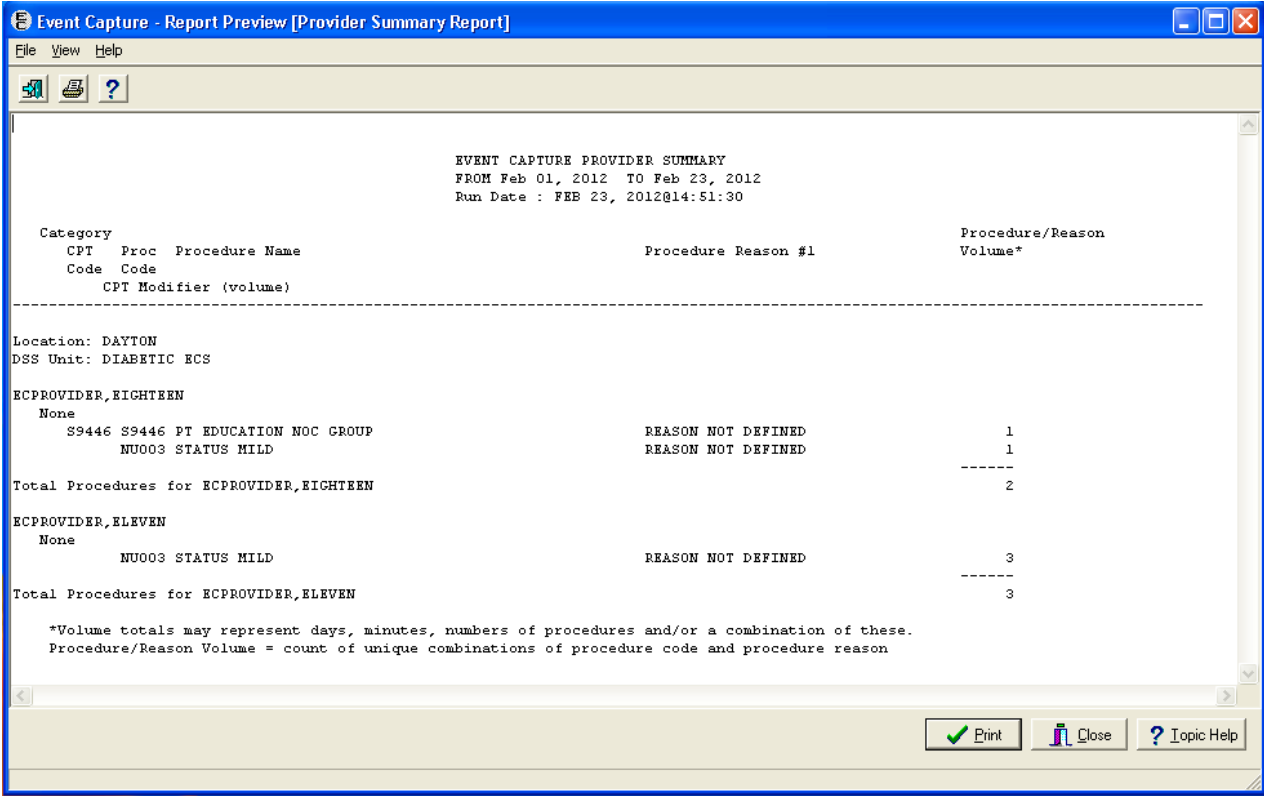 Event Capture - Report Preview [Provider Summary Report]
File View Help
EVENT CAPTURE PROVIDER SUMMARY
FROM Feb 01, 2012 TO Feb 23, 2012
Run Date : FEB 23, 2012@14:51:30
Category Procedure/Reason
CPT Proc Procedure Name Procedure Reason #1 Volume*
Code Code
CPT Modifier (volume)
Location: DAYTON
DSS Unit: DIABETIC ECS
ECPROVIDER,EIGHTEEN
None
S9446 S9446 PT EDUCATION NOC GROUP REASON NOT DEFINED 1
NU003 STATUS MILD REASON NOT DEFINED 1
------
Total Procedures for ECPROVIDER,EIGHTEEN 2
ECPROVIDER,ELEVEN
None
NU003 STATUS MILD REASON NOT DEFINED 3
------
Total Procedures for ECPROVIDER,ELEVEN 3
*Volume totals may represent days, minutes, numbers of procedures and/or a combination of these.
Procedure/Reason Volume = count of unique combinations of procedure code and procedure reason
Print Close Topic Help